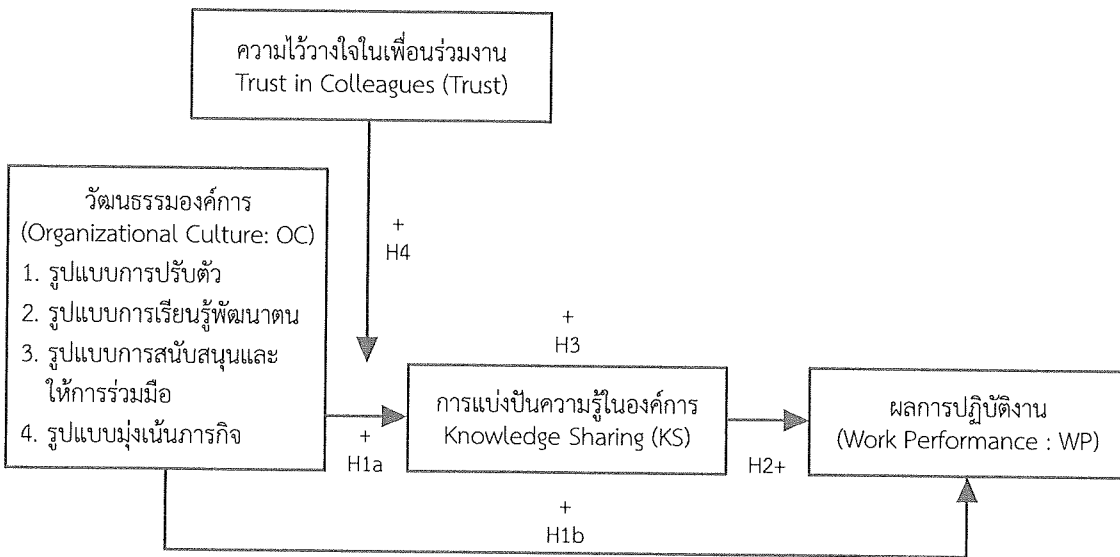 ความไว้วางใจในเพื่อนร่วมงาน
Trust in Colleagues (Trust)
วัฒนธรรมองค์การ
(Organizational Culture: OC)
1. รูปแบบการปรับตัว
2. รูปแบบการเรียนรู้พัฒนาตน
3. รูปแบบการสนับสนุนและ
ให้การร่วมมือ
4. รูปแบบมุ่งเน้นภารกิจ
+
H4
+
H3
+
H1a
การแบ่งปันความรู้ในองค์การ
Knowledge Sharing (KS)
H2+
ผลการปฏิบัติงาน
(Work Performance : WP)
+
H1b